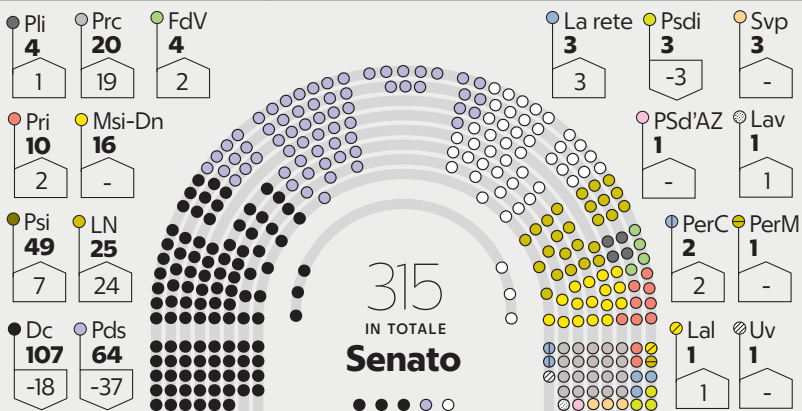 Pli
4
1
Prc
20
19
FdV
4
2
Pri
10
2
Msi-Dn
16
-
Psi
49
7
LN
25
24
Dc
107
-18
Pds
64
-37
315
IN TOTALE
Senato
La rete
3
3
Psdi
3
-3
Svp
3
-
PSd'AZ
1
-
Lav
1
1
PerC
2
2
PerM
1
-
Lal
1
1
Uv
1
-